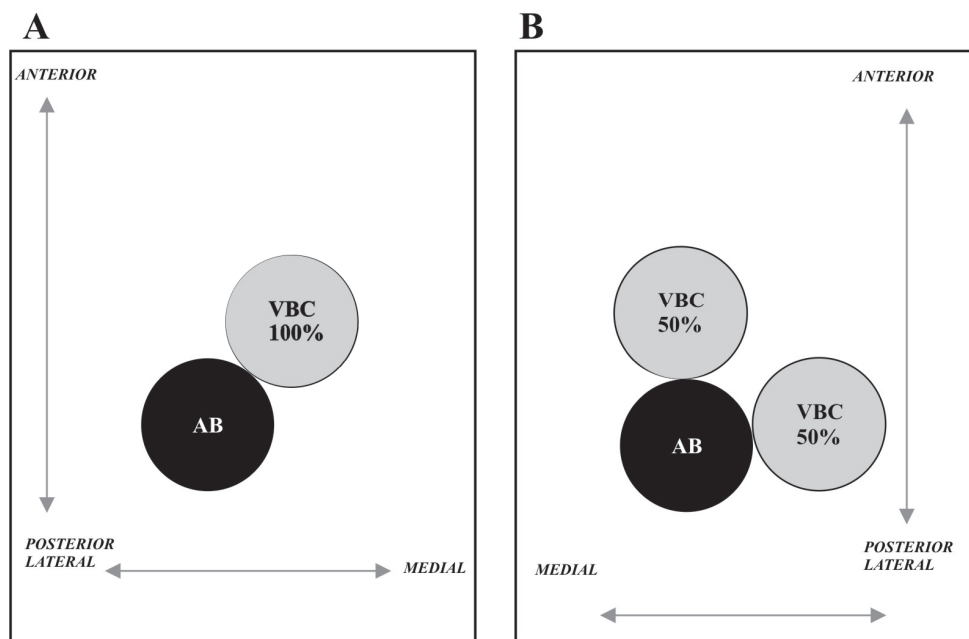 A
ANTERIOR
VBC
100%
AB
POSTERIOR
LATERAL
MEDIAL
B
ANTERIOR
VBC
50%
VBC
50%
AB
POSTERIOR
LATERAL
MEDIAL